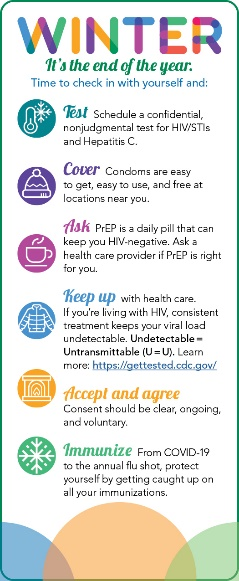 WINTER
It's the end of the year.
Time to check in with yourself and:
Test Schedule a confidential,
nonjudgmental test for HIV/STIs
and Hepatitis C.
Cover Condoms are easy
to get, easy to use, and free at
locations near you.
Ask PrEP is a daily pill that can
keep you HIV-negative. Ask a
health care provider if PrEP is right
for you.
Keep up with health care.
If you're living with HIV, consistent
treatment keeps your viral load
undetectable. Undetectable =
Untransmittable (U = U). Learn
more: https://gettested.cdc.gov/
Accept and agree
Consent should be clear, ongoing,
and voluntary.
Immunize From COVID-19
to the annual flu shot, protect
yourself by getting caught up on
all your immunizations.